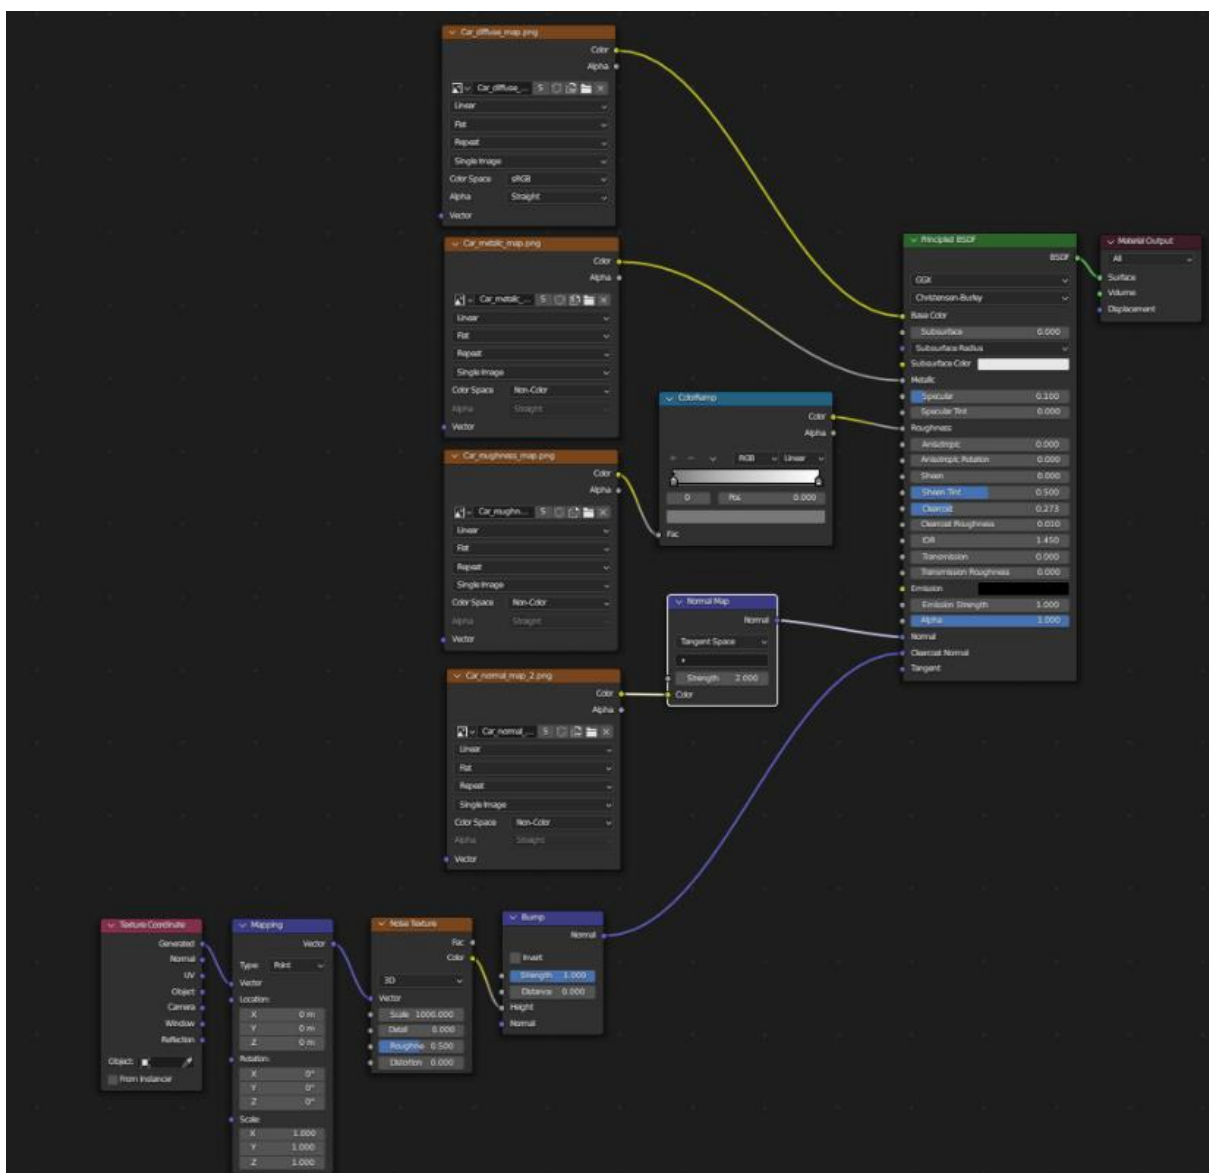 Car_diffuse_map.png
Color
Alpha
Car_diffuse_...
S
Linear
Flat
Repeat
Single Image
Color Space sRGB
Alpha Straight
Vector
Car_metalic_map.png
Color
Alpha
Car_metalic_...
S
Linear
Flat
Repeat
Single Image
Color Space Non-Color
Alpha Straight
Vector
Car_roughness_map.png
Color
Alpha
Car_roughn...
S
Linear
Flat
Repeat
Single Image
Color Space Non-Color
Alpha Straight
Vector
Car_normal_map_2.png
Color
Alpha
Car_normal_...
S
Linear
Flat
Repeat
Single Image
Color Space Non-Color
Alpha Straight
Vector
ColorRamp
Color
Alpha
RGB Linear
0 Pos 0.000
Fac
Normal Map
Normal
Tangent Space
Strength 2.000
Color
Principled BSDF
BSDF
GGX
Christensen-Burley
Base Color
Subsurface 0.000
Subsurface Radius
Subsurface Color
Metallic
Specular 0.100
Specular Tint 0.000
Roughness
Anisotropic 0.000
Anisotropic Rotation 0.000
Sheen 0.000
Sheen Tint 0.500
Clearcoat 0.273
Clearcoat Roughness 0.010
IOR 1.450
Transmission 0.000
Transmission Roughness 0.000
Emission
Emission Strength 1.000
Alpha 1.000
Normal
Clearcoat Normal
Tangent
Material Output
All
Surface
Volume
Displacement
Texture Coordinate
Generated
Normal
UV
Object
Camera
Window
Reflection
Object:
From Instancer
Mapping
Vector
Type: Point
Vector
Location:
X 0 m
Y 0 m
Z 0 m
Rotation:
X 0°
Y 0°
Z 0°
Scale:
X 1.000
Y 1.000
Z 1.000
Noise Texture
Fac
Color
3D
Vector
Scale 1006.000
Detail 0.000
Roughne 0.500
Distortion 0.000
Bump
Normal
Invert
Strength 1.000
Distance 0.000
Height
Normal